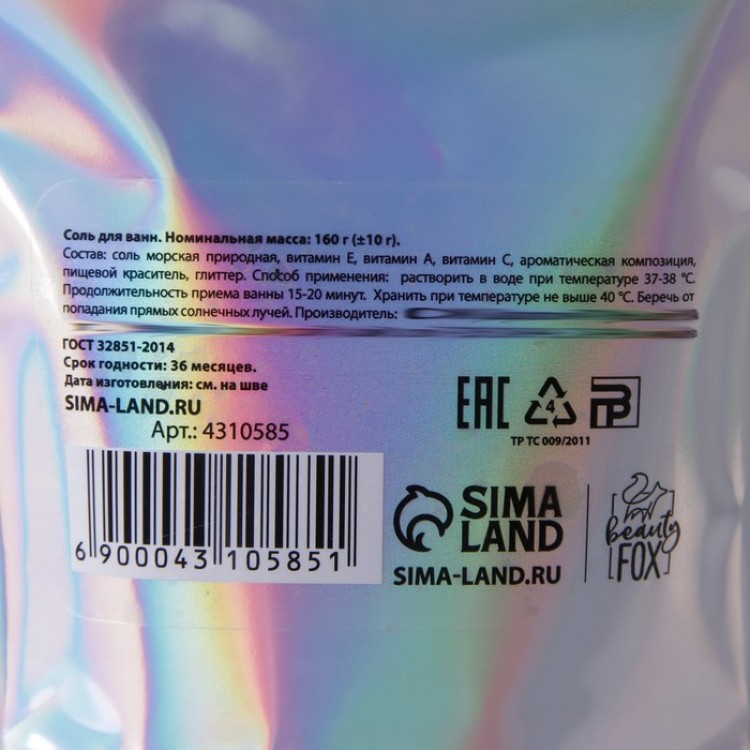 Соль для ванн. Номинальная масса: 160 г (±10 г).
Состав: соль морская природная, витамин Е, витамин А, витамин С, ароматическая композиция,
пищевой краситель, глиттер. Способ применения: растворить в воде при температуре 37-38 °С.
Продолжительность приема ванны 15-20 минут. Хранить при температуре не выше 40 °С. Беречь от
попадания прямых солнечных лучей. Производитель:
ГОСТ 32851-2014
Срок годности: 36 месяцев.
Дата изготовления: см. на шве
SIMA-LAND.RU
Арт.: 4310585
EAC
4
ТР ТС 009/2011
6 900043 105851
SIMA
LAND
SIMA-LAND.RU
beauty
FOX